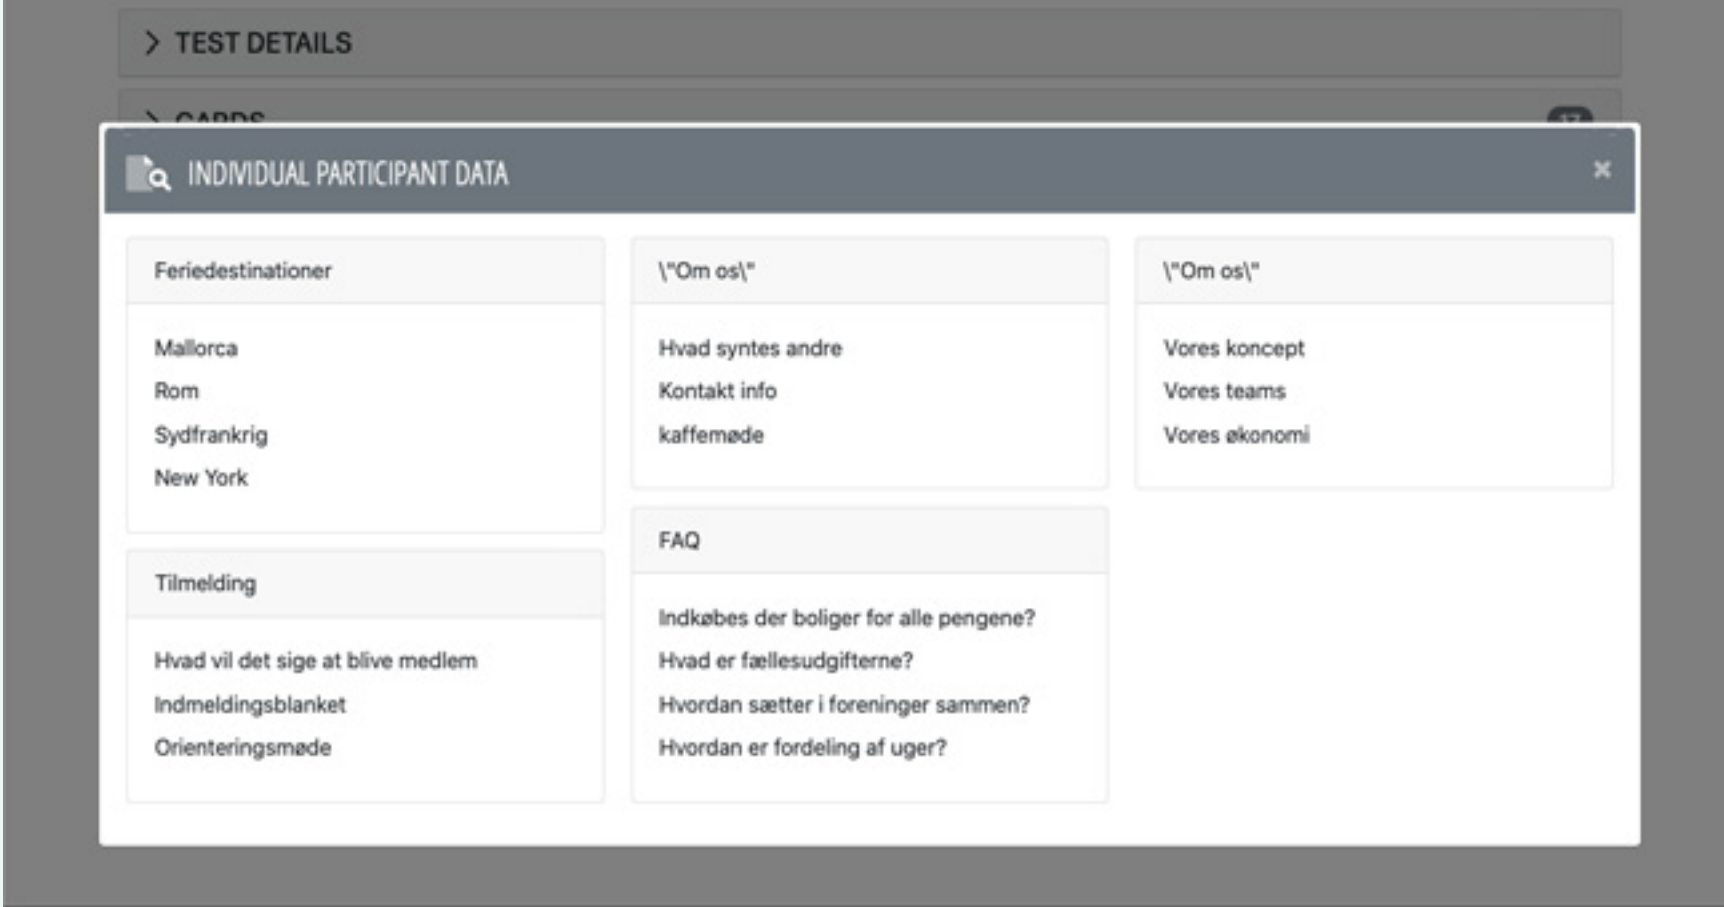 TEST DETAILS
CARDS
17
INDIVIDUAL PARTICIPANT DATA
Feriedestinationer
Mallorca
Rom
Sydfrankrig
New York
Tilmelding
Hvad vil det sige at blive medlem
Indmeldingsblanket
Orienteringsmøde
\"Om os\"
Hvad syntes andre
Kontakt info
kaffemøde
FAQ
Indkøbes der boliger for alle pengene?
Hvad er fællesudgifterne?
Hvordan sætter i foreninger sammen?
Hvordan er fordeling af uger?
\"Om os\"
Vores koncept
Vores teams
Vores økonomi